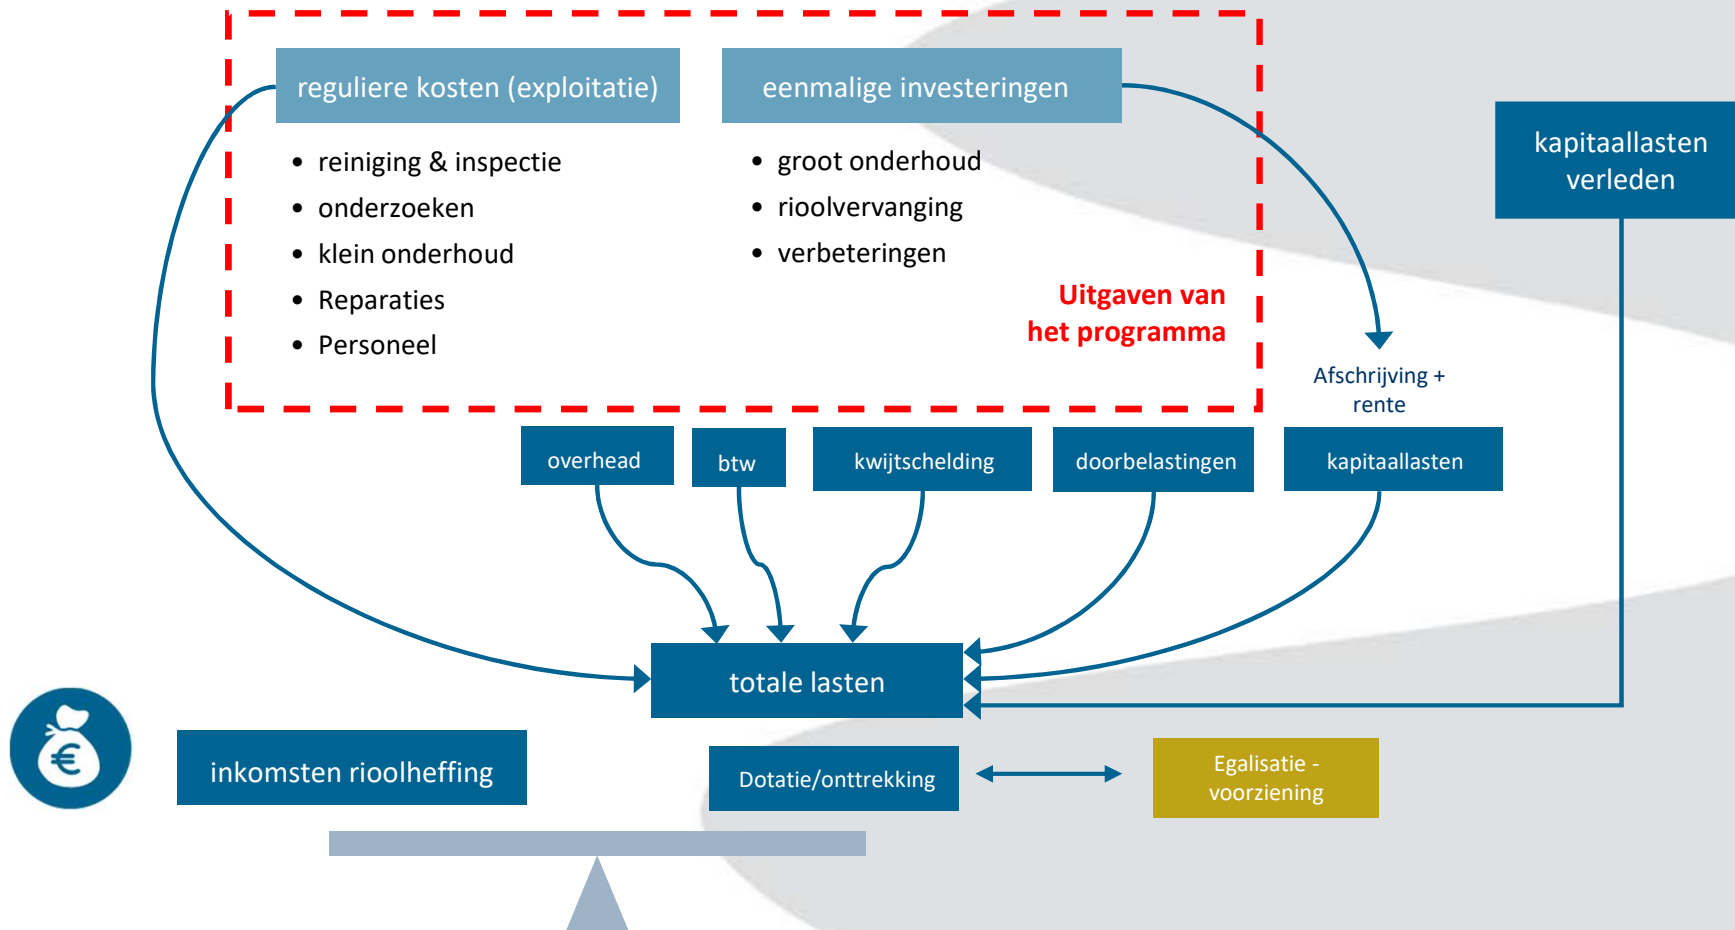 reguliere kosten (exploitatie)
• reiniging & inspectie
• onderzoeken
• klein onderhoud
• Reparaties
• Personeel
eenmalige investeringen
• groot onderhoud
• rioolvervanging
• verbeteringen
Uitgaven van
het programma
kapitaallasten
verleden
Afschrijving +
rente
overhead
btw
kwijtschelding
doorbelastingen
kapitaallasten
totale lasten
€
inkomsten rioolheffing
Dotatie/onttrekking
Egalisatie -
voorziening